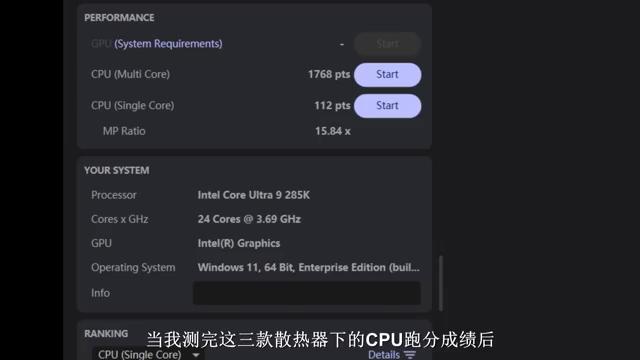 PERFORMANCE
GPU (System Requirements) - Start
CPU (Multi Core) 1768 pts Start
CPU (Single Core) 112 pts Start
MP Ratio 15.84 x
YOUR SYSTEM
Processor Intel Core Ultra 9 285K
Cores x GHz 24 Cores @ 3.69 GHz
GPU Intel(R) Graphics
Operating System Windows 11, 64 Bit, Enterprise Edition (buil...
Info
RANKING
CPU (Single Core) Details
当我测完这三款散热器下的CPU跑分成绩后